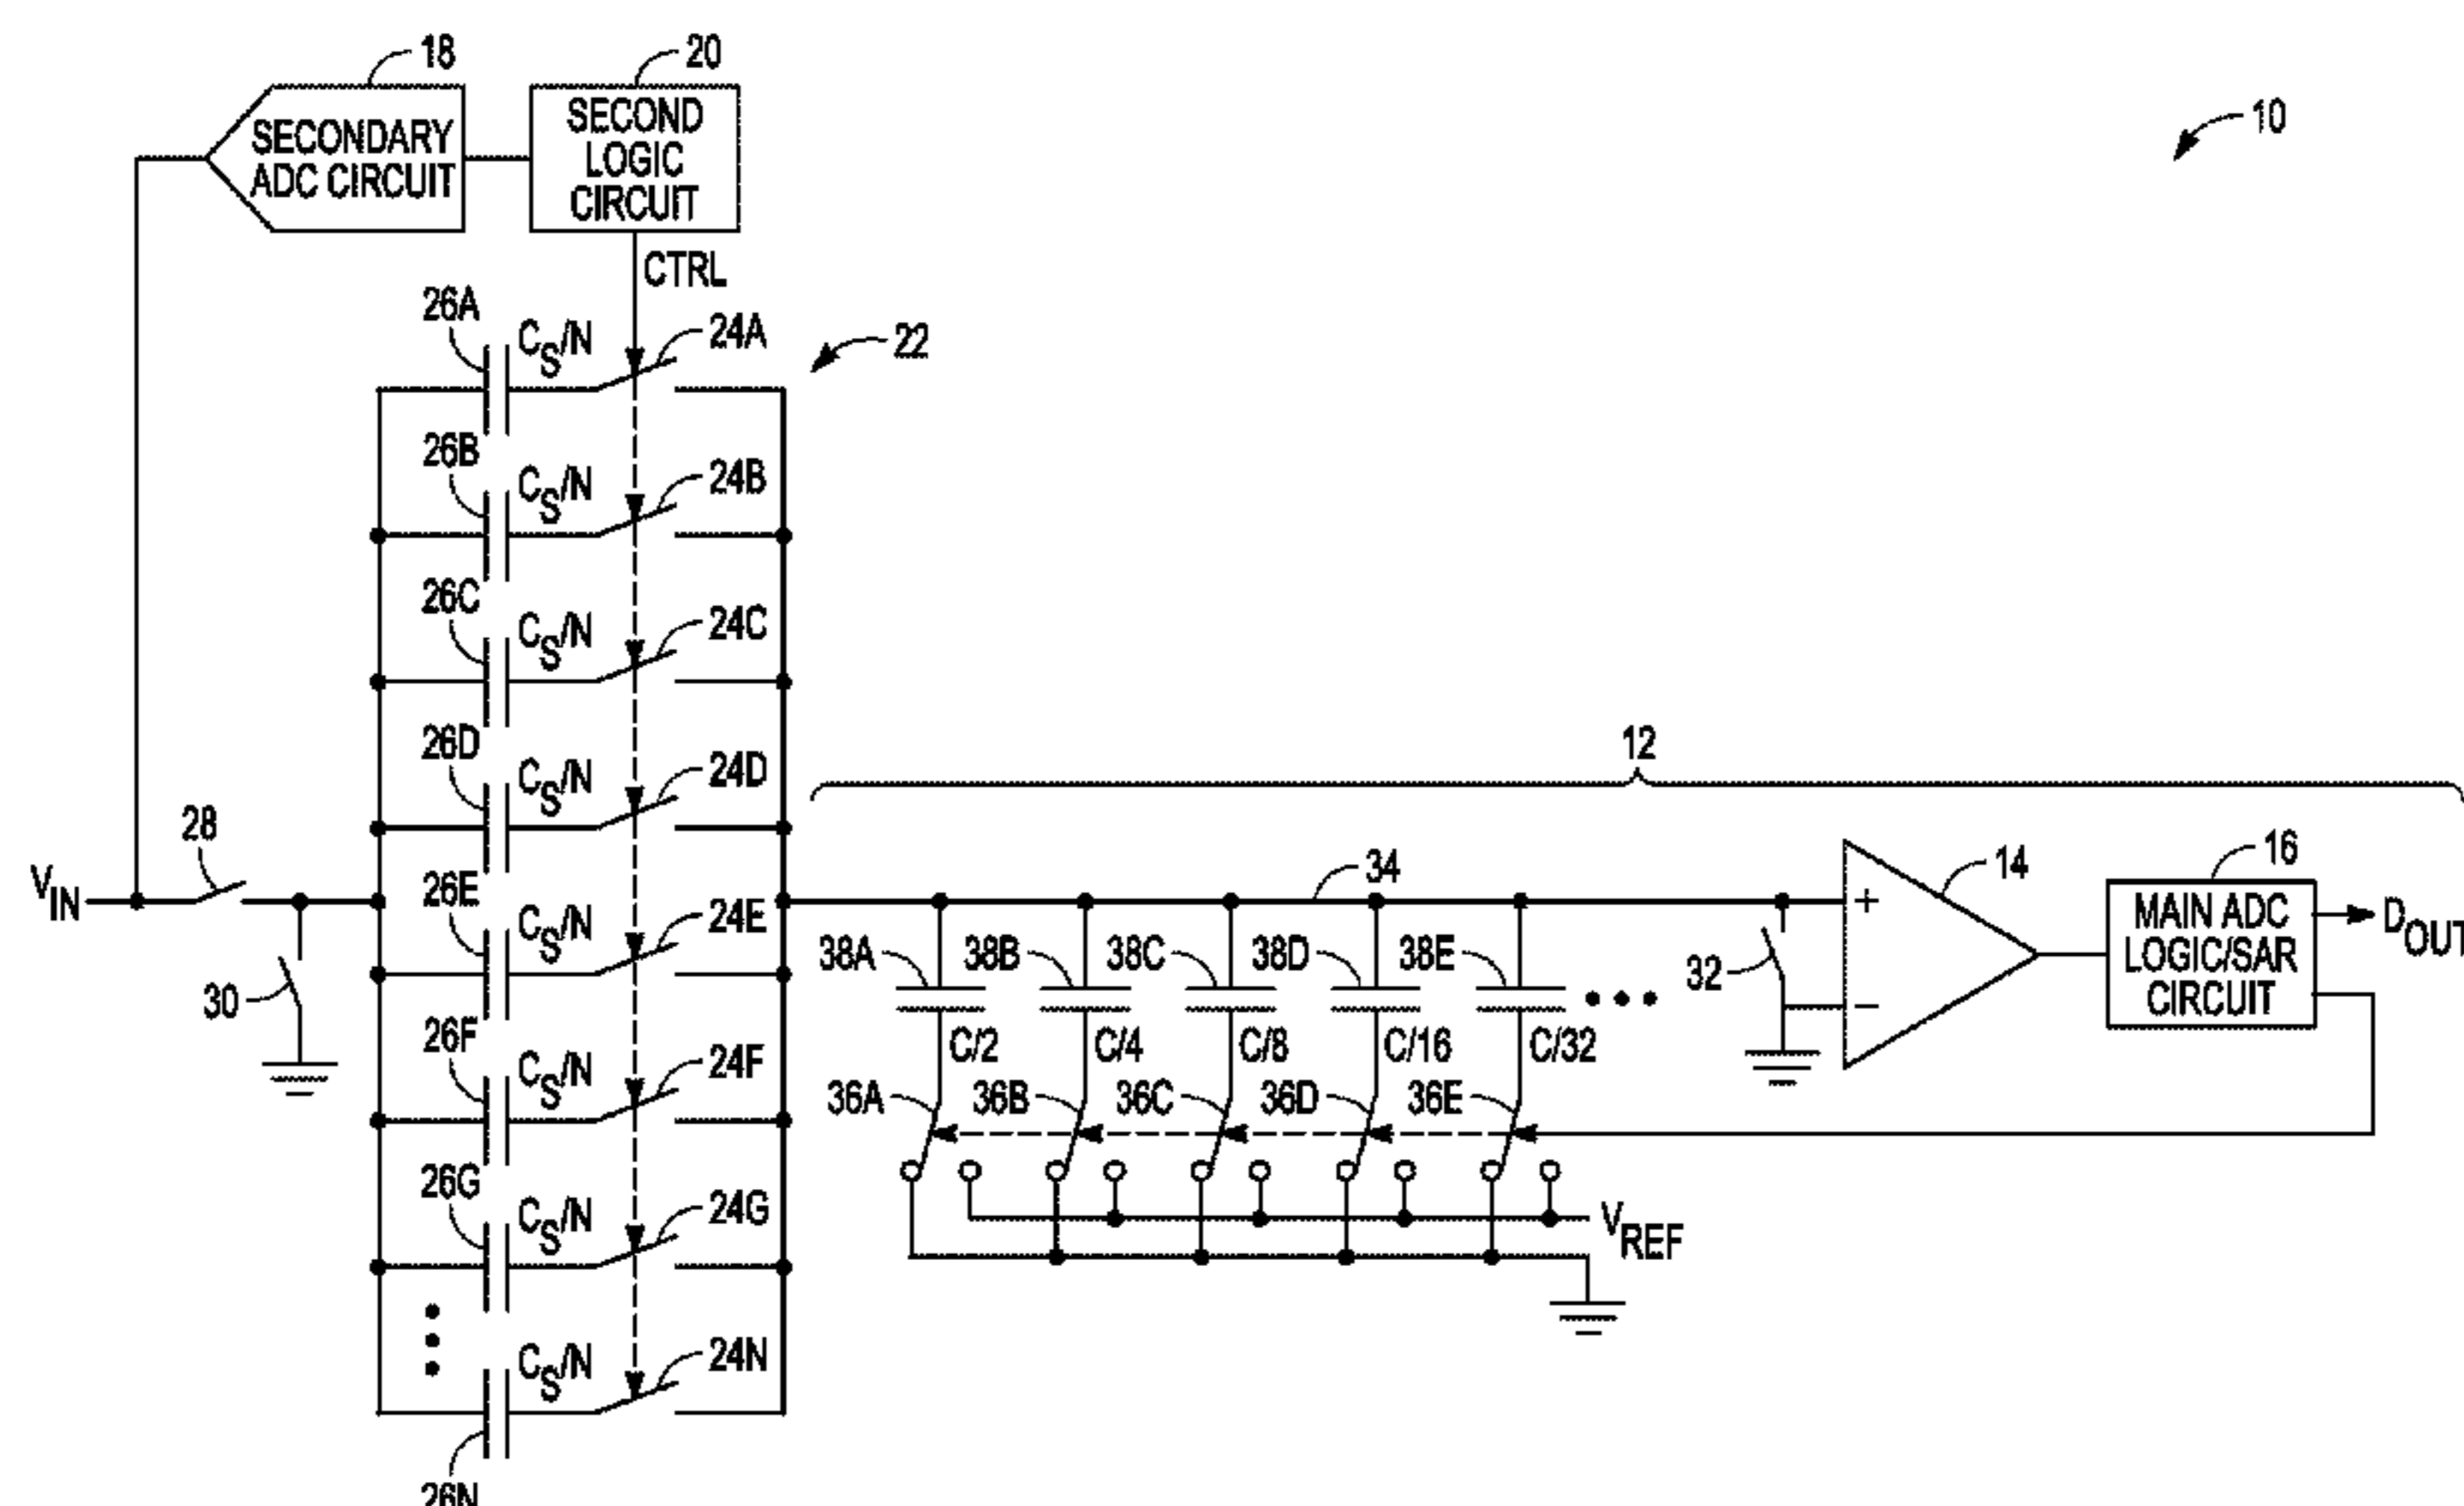 18
20
SECONDARY
ADC CIRCUIT
SECOND
LOGIC
CIRCUIT
10
CTRL
26A
CS/N
24A
22
26B
CS/N
24B
26C
CS/N
24C
26D
CS/N
24D
12
28
VIN
26E
CS/N
24E
34
14
16
MAIN ADC
LOGIC/SAR
CIRCUIT
DOUT
+
−
30
38A
38B
38C
38D
38E
32
26F
CS/N
24F
C/2
C/4
C/8
C/16
C/32
36A
36B
36C
36D
36E
26G
CS/N
24G
VREF
CS/N
24N
26N